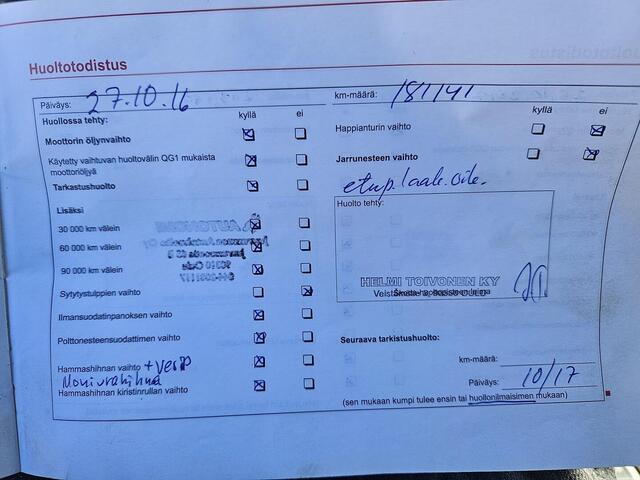 Huoltotodistus
Päiväys: 27.10.16
km-määrä: 181141
Huollossa tehty: kyllä ei
kyllä ei
Moottorin öljynvaihto
Happianturin vaihto
Käytetty vaihtuvan huoltovälin QG1 mukaista
moottoriöljyä
Jarrunesteen vaihto
Tarkastushuolto
Lisäksi
Huolto tehty:
30 000 km välein
60 000 km välein
90 000 km välein
HELMI TOIVONEN KY
Sytytystulppien vaihto
Ilmansuodatinpanoksen vaihto
Polttonesteensuodattimen vaihto
Seuraava tarkistushuolto:
km-määrä:
Hammashihnan vaihto + vesip
Moniurahihna
Hammashihnan kiristinrullan vaihto
Päiväys: 10/17
(sen mukaan kumpi tulee ensin tai huollonilmaisimen mukaan)